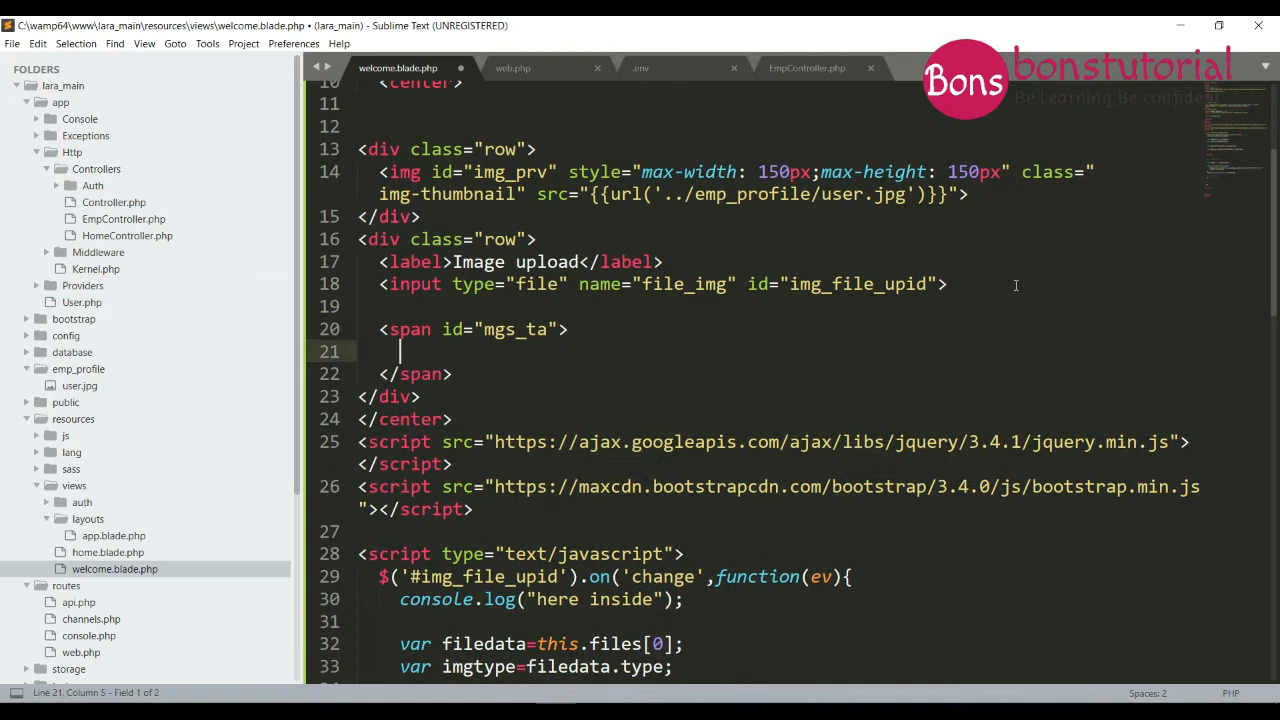 C:\wamp64\www\lara_main\resources\views\welcome.blade.php • (lara_main) - Sublime Text (UNREGISTERED)
File Edit Selection Find View Goto Tools Project Preferences Help
bonstutorial
Bons
Be Learning,Be confident
FOLDERS
lara_main
app
Console
Exceptions
Http
Controllers
Auth
Controller.php
EmpController.php
HomeController.php
Middleware
Kernel.php
Providers
User.php
bootstrap
config
database
emp_profile
user.jpg
public
resources
js
lang
sass
views
auth
layouts
app.blade.php
home.blade.php
welcome.blade.php
routes
api.php
channels.php
console.php
web.php
storage
welcome.blade.php web.php .env EmpController.php
10 <center>
11
12
13 <div class="row">
14 <img id="img_prv" style="max-width: 150px;max-height: 150px" class="
img-thumbnail" src="{{url('../emp_profile/user.jpg')}}">
15 </div>
16 <div class="row">
17 <label>Image upload</label>
18 <input type="file" name="file_img" id="img_file_upid">
19
20 <span id="mgs_ta">
21
22 </span>
23 </div>
24 </center>
25 <script src="https://ajax.googleapis.com/ajax/libs/jquery/3.4.1/jquery.min.js">
</script>
26 <script src="https://maxcdn.bootstrapcdn.com/bootstrap/3.4.0/js/bootstrap.min.js
"></script>
27
28 <script type="text/javascript">
29 $('#img_file_upid').on('change',function(ev){
30 console.log("here inside");
31
32 var filedata=this.files[0];
33 var imgtype=filedata.type;
Line 21, Column 5 - Field 1 of 2
Spaces: 2
PHP